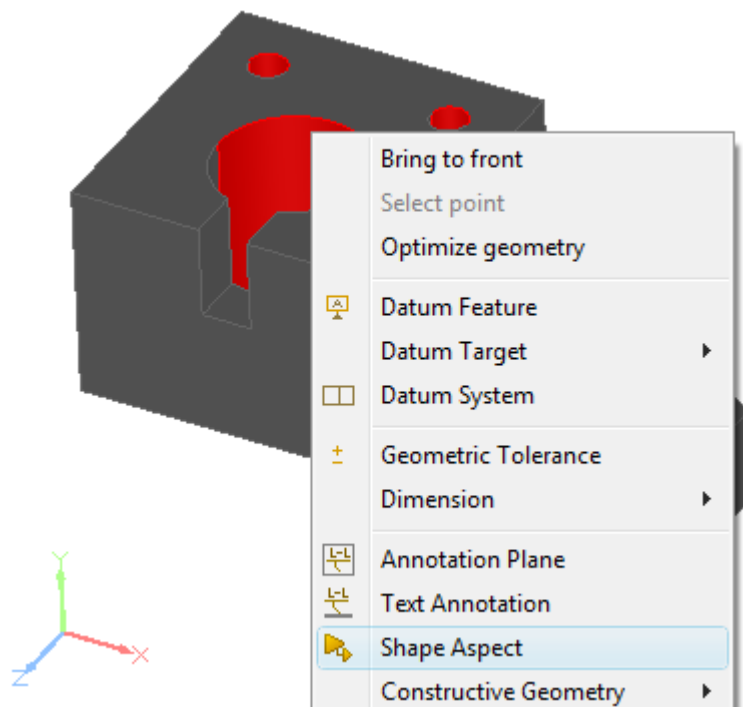 Bring to front
Select point
Optimize geometry
A
Datum Feature
Datum Target
Datum System
±
Geometric Tolerance
Dimension
L-L
Annotation Plane
L-L
Text Annotation
Shape Aspect
Constructive Geometry
Y
X
Z